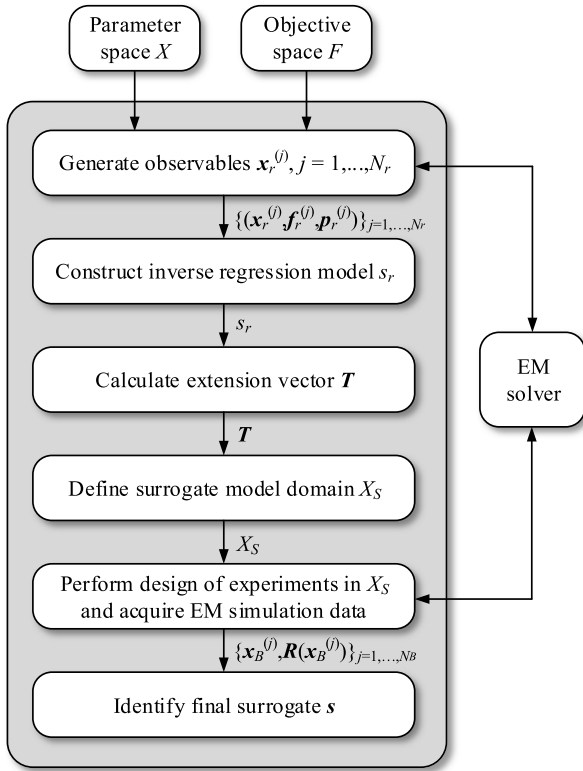 Parameter
space X
Objective
space F
Generate observables x_r^(j), j = 1,...,N_r
{(x_r^(j),f_r^(j),p_r^(j))}_j=1,...,N_r
Construct inverse regression model s_r
s_r
Calculate extension vector T
T
EM
solver
Define surrogate model domain X_S
X_S
Perform design of experiments in X_S
and acquire EM simulation data
{x_B^(j),R(x_B^(j))}_j=1,...,N_B
Identify final surrogate s